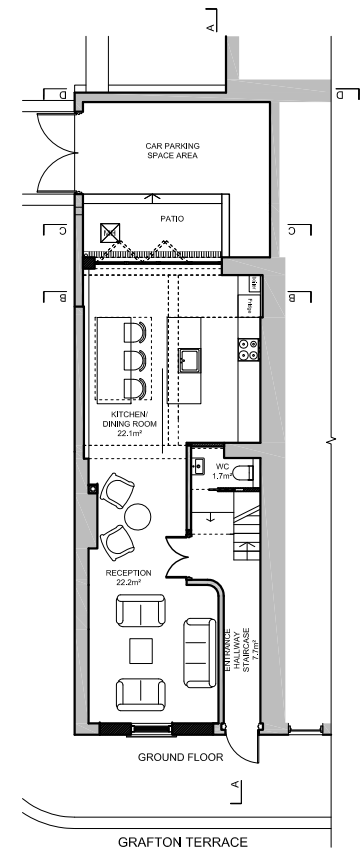 A
D
D
CAR PARKING
SPACE AREA
PATIO
C
C
B
B
Fridge
KITCHEN/
DINING ROOM
22.1m²
WC
1.7m²
RECEPTION
22.2m²
ENTRANCE
HALLWAY
STAIRCASE
7.7m²
GROUND FLOOR
A
GRAFTON TERRACE